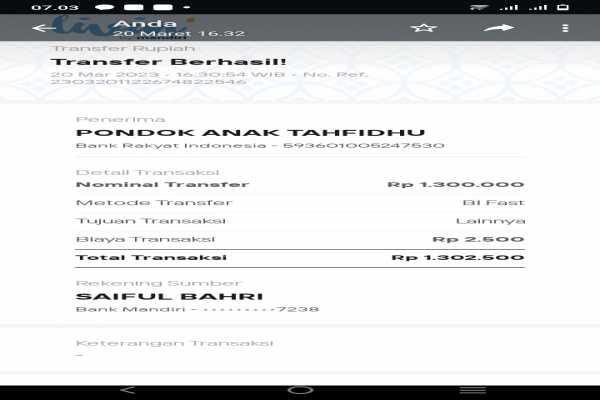 07.03
Anda
20 Maret 16.32
livin'
Transfer Rupiah
Transfer Berhasil!
20 Mar 2023 - 16:30:54 WIB - No. Ref.
2303201122674822546
Penerima
PONDOK ANAK TAHFIDHU
Bank Rakyat Indonesia - 593601005247530
Detail Transaksi
Nominal Transfer Rp 1.300.000
Metode Transfer BI Fast
Tujuan Transaksi Lainnya
Biaya Transaksi Rp 2.500
Total Transaksi Rp 1.302.500
Rekening Sumber
SAIFUL BAHRI
Bank Mandiri - •••••••••7238
Keterangan Transaksi
-